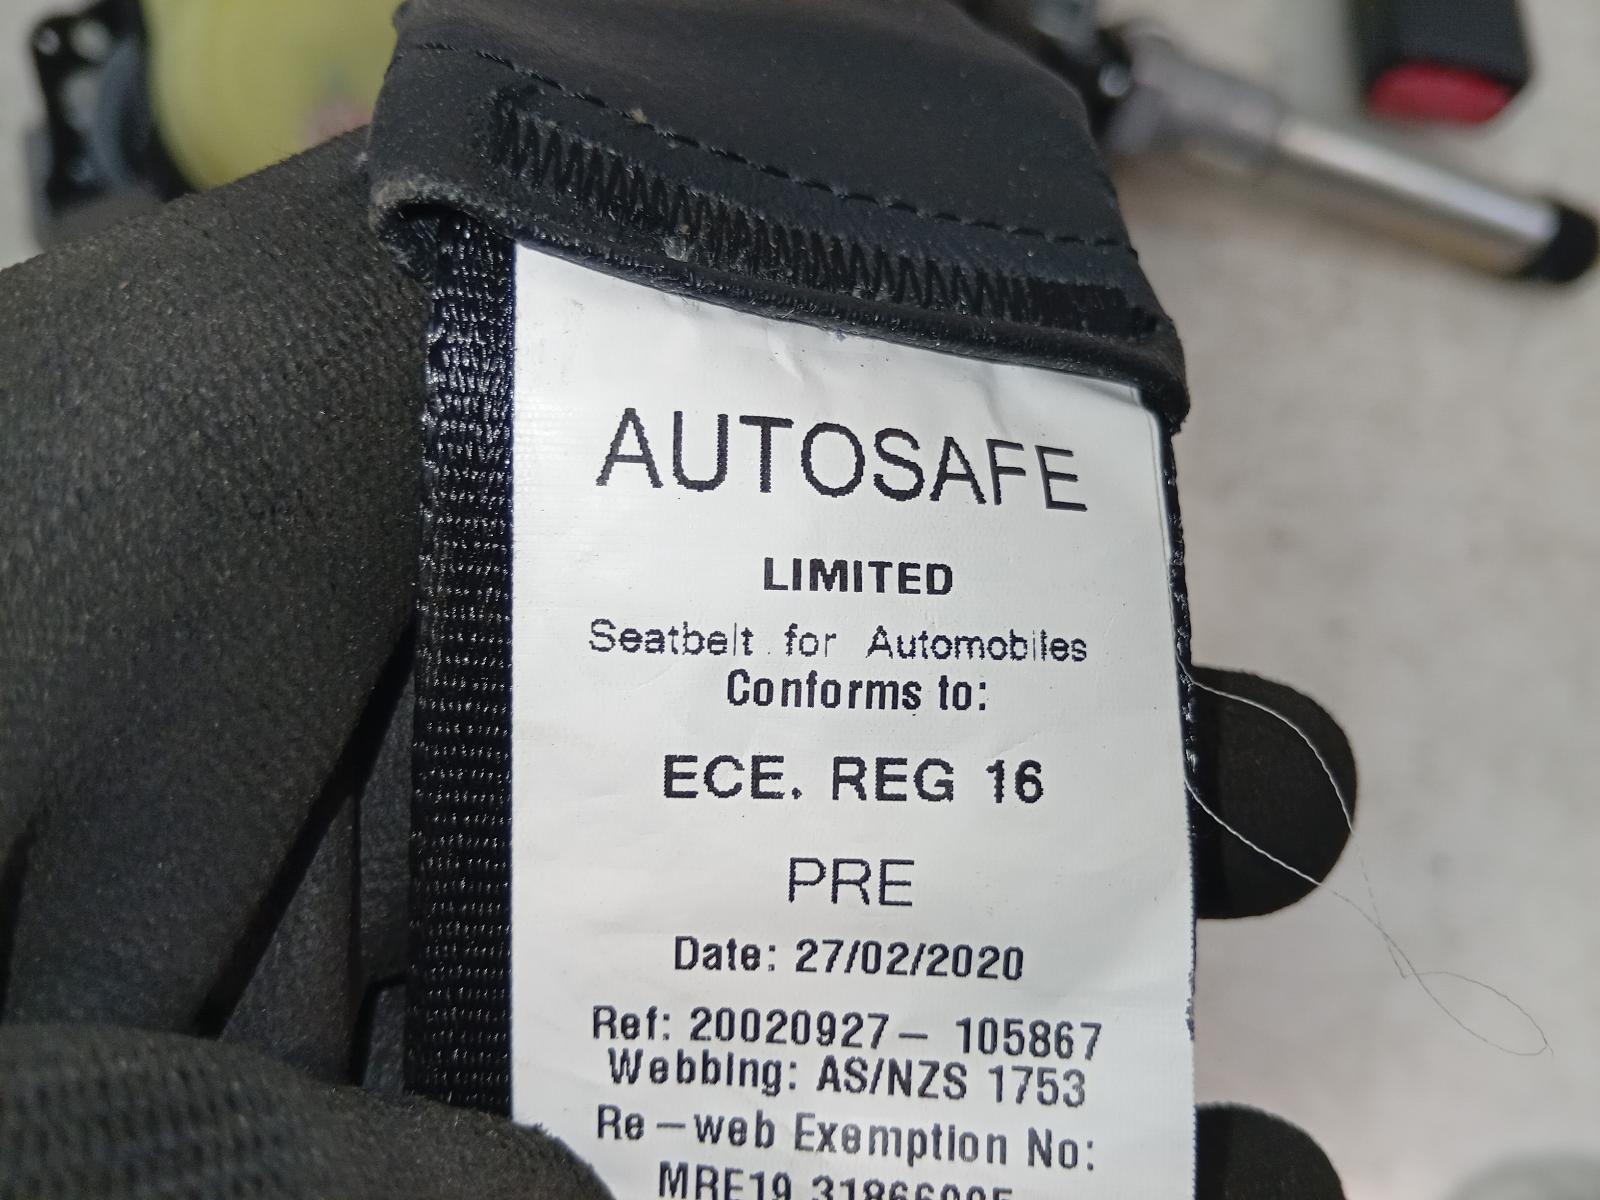 AUTOSAFE
LIMITED
Seatbelt for Automobiles
Conforms to:
ECE. REG 16
PRE
Date: 27/02/2020
Ref: 20020927– 105867
Webbing: AS/NZS 1753
Re–web Exemption No:
MRE19